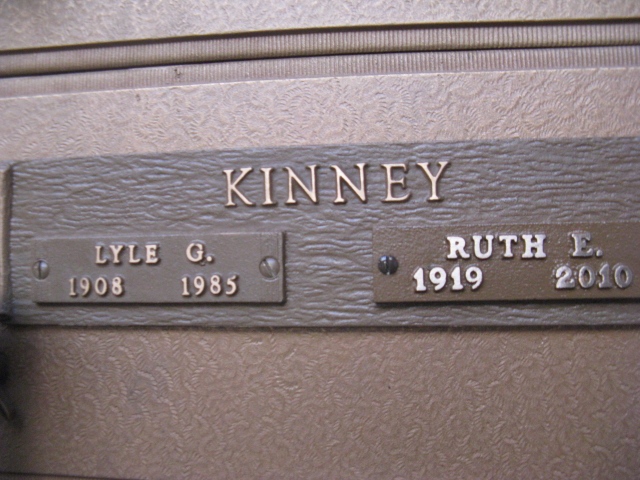 KINNEY
LYLE G.
1908 1985
RUTH E.
1919 2010